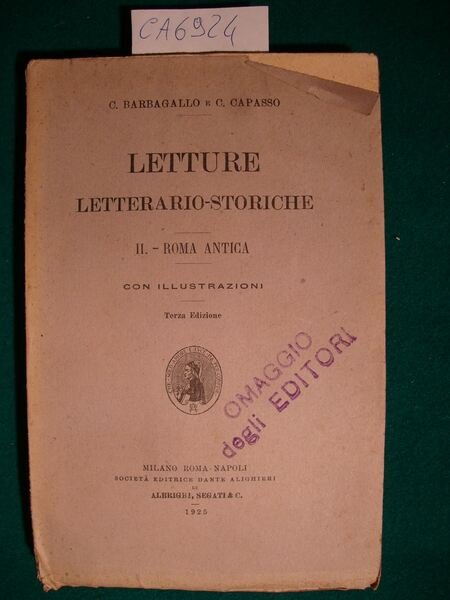 CA6924
C. BARBAGALLO E C. CAPASSO
LETTURE
LETTERARIO-STORICHE
II. - ROMA ANTICA
CON ILLUSTRAZIONI
Terza Edizione
OMAGGIO
degli EDITORI
MILANO ROMA-NAPOLI
SOCIETÀ EDITRICE DANTE ALIGHIERI
DI
ALBRIGHI, SEGATI & C.
1925